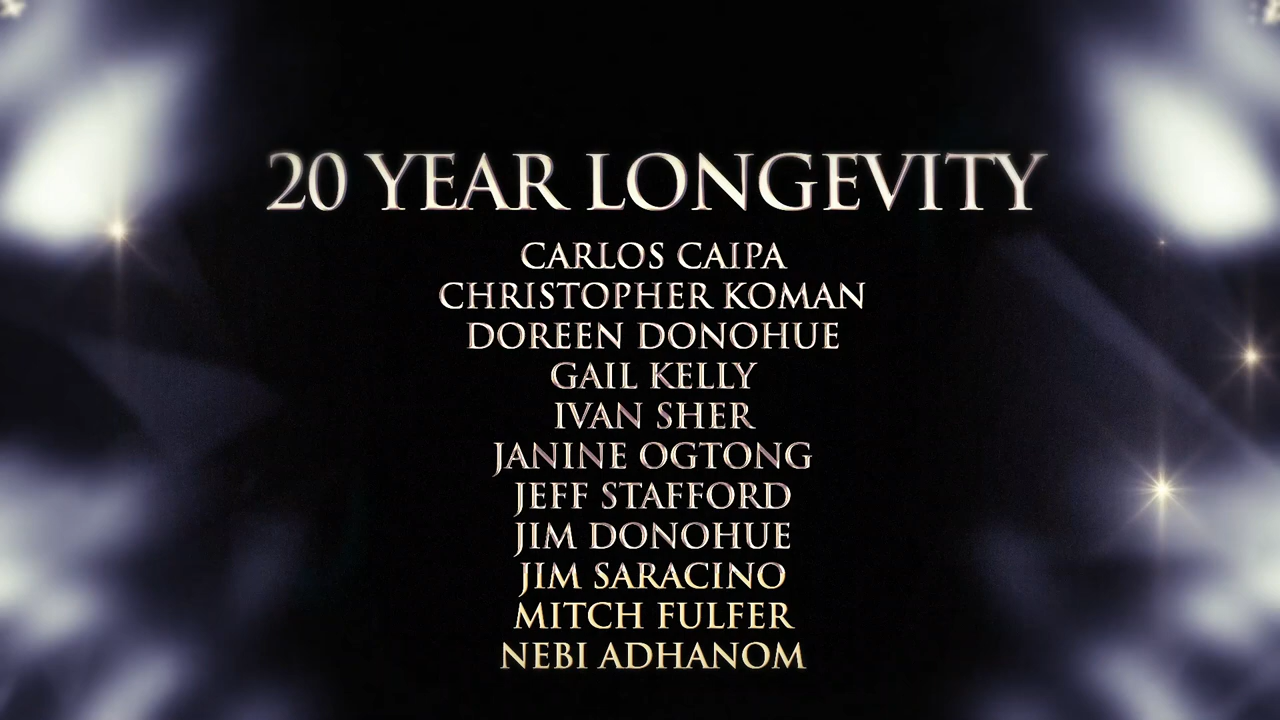 20 YEAR LONGEVITY
CARLOS CAIPA
CHRISTOPHER KOMAN
DOREEN DONOHUE
GAIL KELLY
IVAN SHER
JANINE OGTONG
JEFF STAFFORD
JIM DONOHUE
JIM SARACINO
MITCH FULFER
NEBI ADHANOM